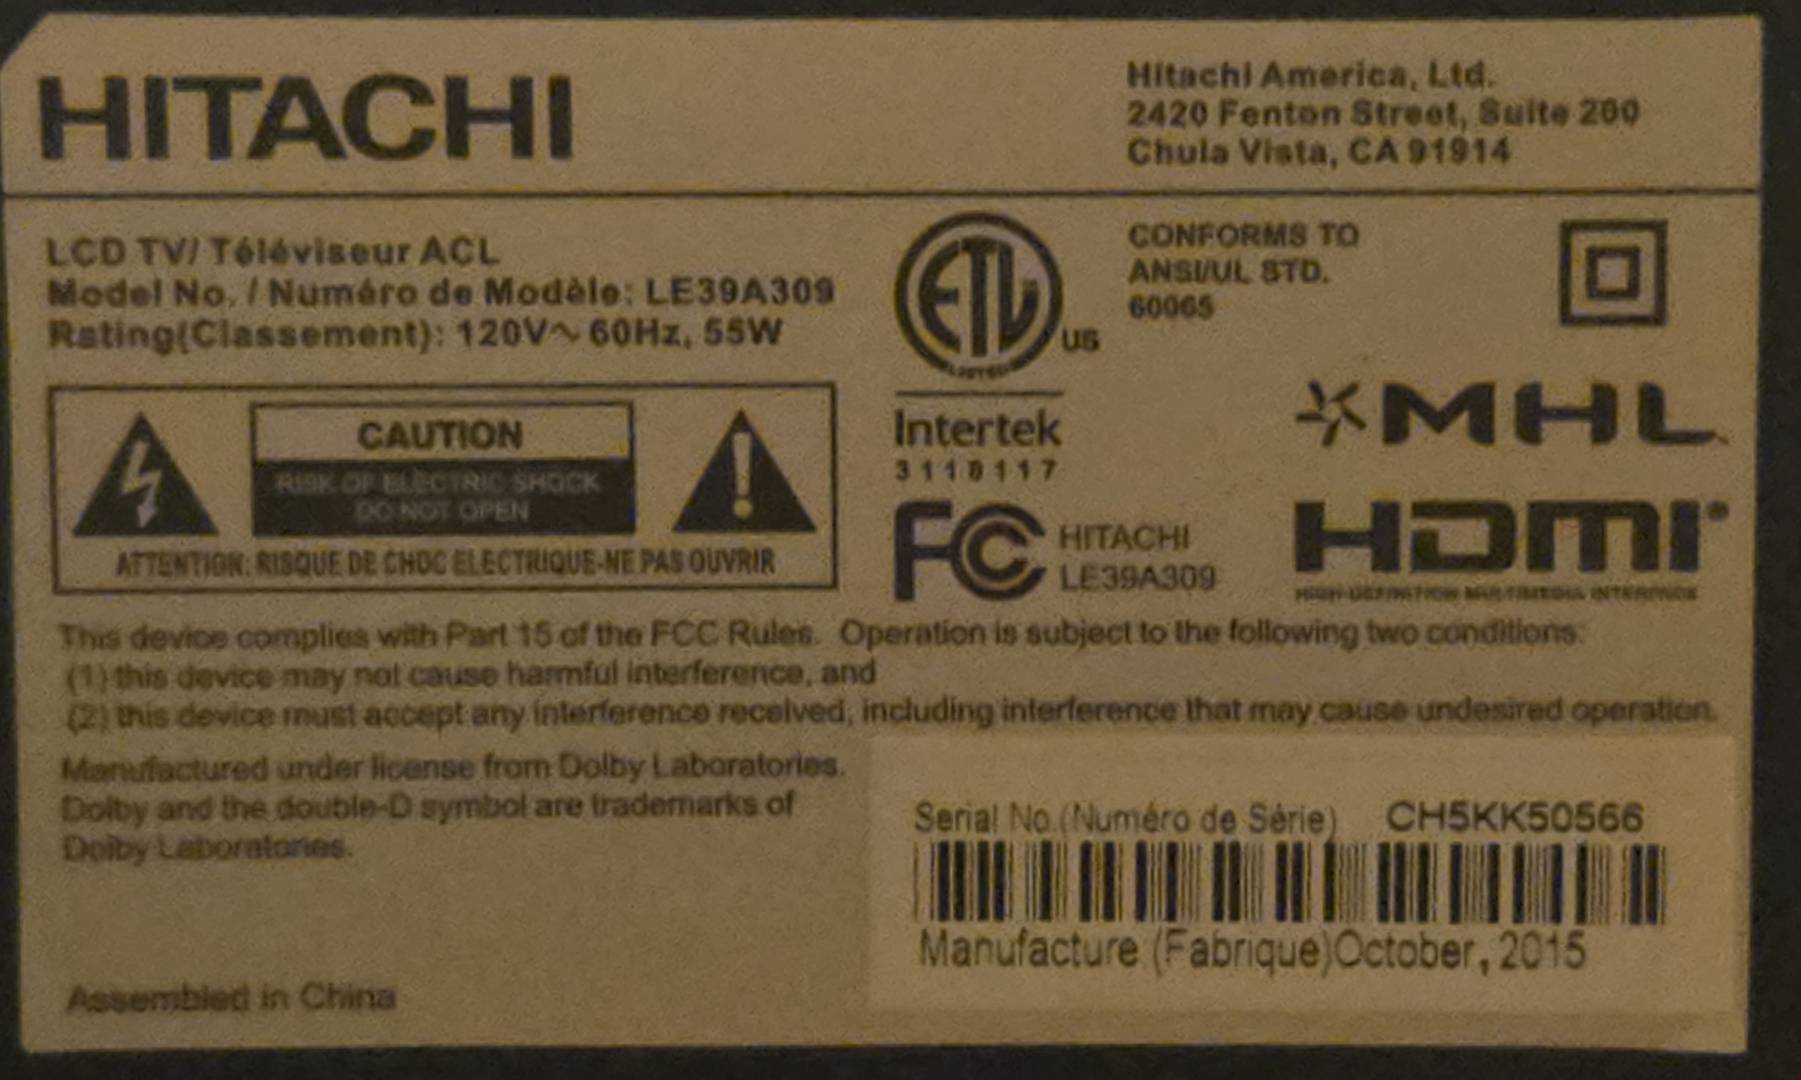 HITACHI
Hitachi America, Ltd.
2420 Fenton Street, Suite 200
Chula Vista, CA 91914
LCD TV/ Téléviseur ACL
Model No. / Numéro de Modèle: LE39A309
Rating(Classement): 120V~ 60Hz, 55W
CAUTION
RISK OF ELECTRIC SHOCK
DO NOT OPEN
ATTENTION: RISQUE DE CHOC ELECTRIQUE-NE PAS OUVRIR
ETL
LISTED
US
Intertek
3110117
CONFORMS TO
ANSI/UL STD.
60065
MHL
FC
HITACHI
LE39A309
HDMI
HIGH-DEFINITION MULTIMEDIA INTERFACE
This device complies with Part 15 of the FCC Rules. Operation is subject to the following two conditions:
(1) this device may not cause harmful interference, and
(2) this device must accept any interference received, including interference that may cause undesired operation.
Manufactured under license from Dolby Laboratories.
Dolby and the double-D symbol are trademarks of
Dolby Laboratories.
Serial No.(Numéro de Série) CH5KK50566
Manufacture (Fabrique)October, 2015
Assembled in China